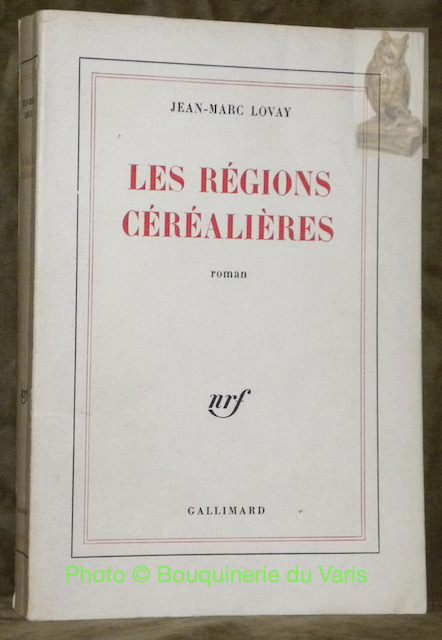 JEAN-MARC LOVAY
LES RÉGIONS
CÉRÉALIÈRES
roman
nrf
GALLIMARD
Photo © Bouquinerie du Varis